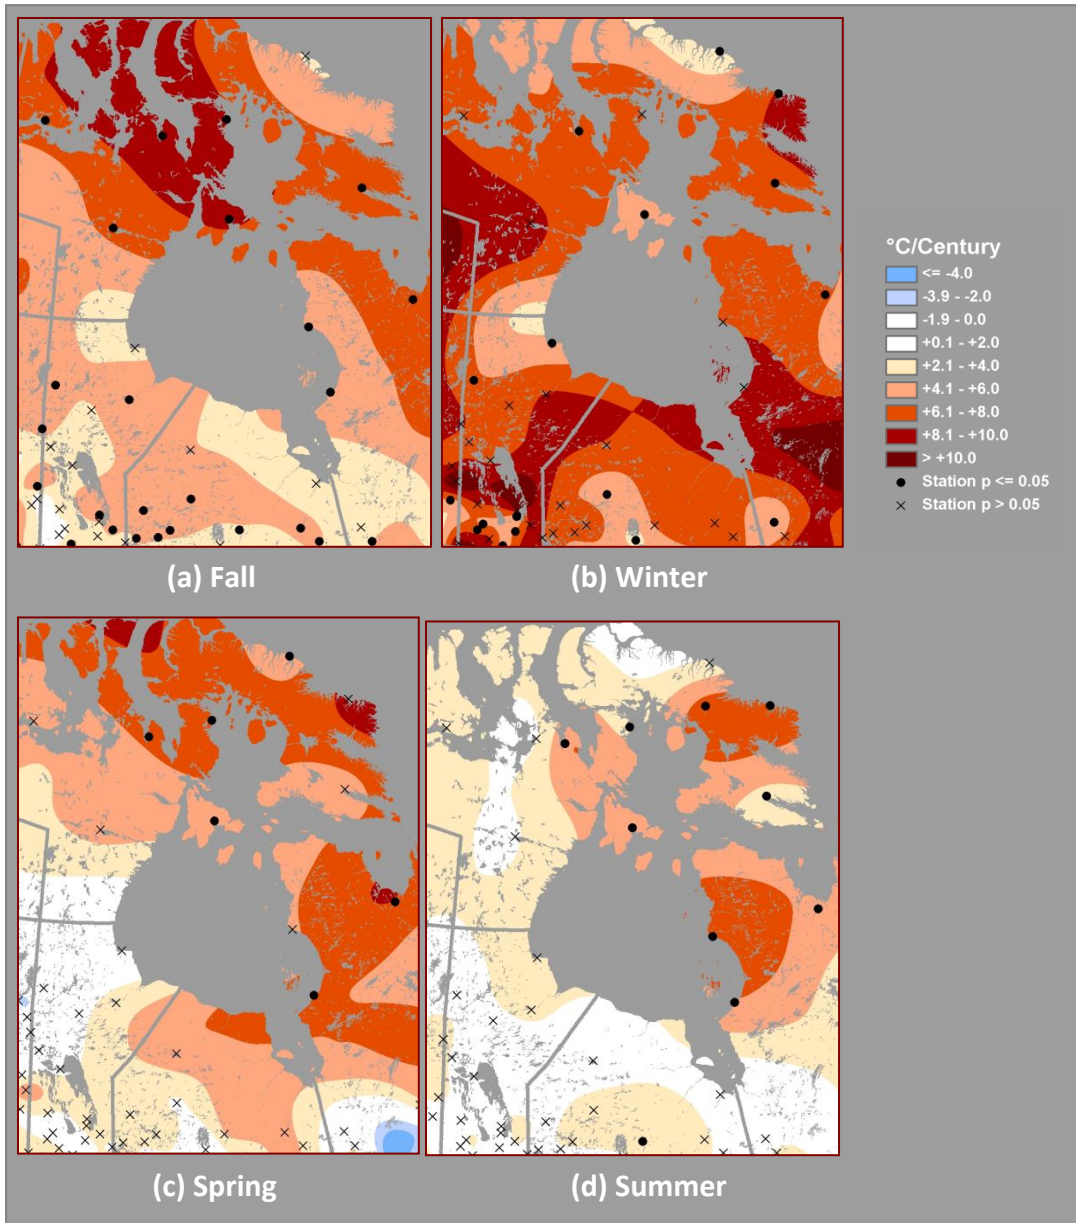 °C/Century
<= -4.0
-3.9 - -2.0
-1.9 - 0.0
+0.1 - +2.0
+2.1 - +4.0
+4.1 - +6.0
+6.1 - +8.0
+8.1 - +10.0
> +10.0
Station p <= 0.05
Station p > 0.05
(a) Fall
(b) Winter
(c) Spring
(d) Summer